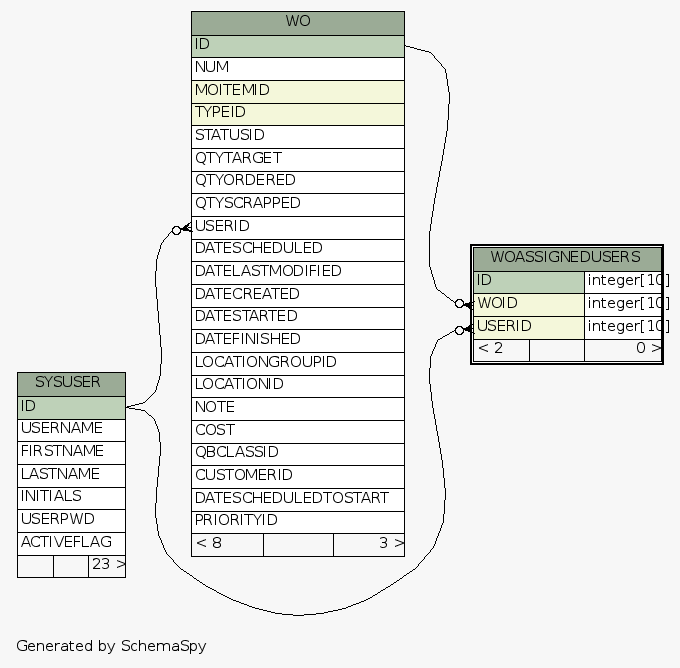 WO
ID
NUM
MOITEMID
TYPEID
STATUSID
QTYTARGET
QTYORDERED
QTYSCRAPPED
USERID
DATESCHEDULED
DATELASTMODIFIED
DATECREATED
DATESTARTED
DATEFINISHED
LOCATIONGROUPID
LOCATIONID
NOTE
COST
QBCLASSID
CUSTOMERID
DATESCHEDULEDTOSTART
PRIORITYID
< 8 3 >
WOASSIGNEDUSERS
ID integer[10]
WOID integer[10]
USERID integer[10]
< 2 0 >
SYSUSER
ID
USERNAME
FIRSTNAME
LASTNAME
INITIALS
USERPWD
ACTIVEFLAG
23 >
Generated by SchemaSpy